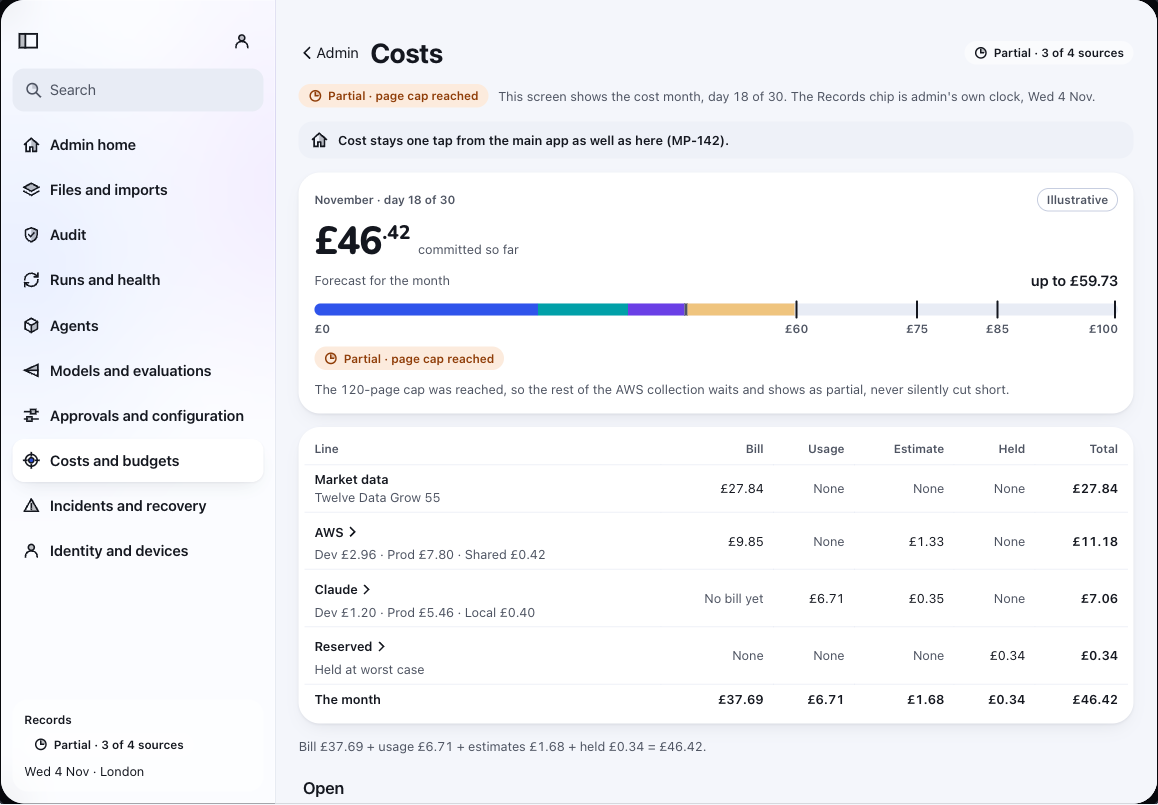 Search
Admin home
Files and imports
Audit
Runs and health
Agents
Models and evaluations
Approvals and configuration
Costs and budgets
Incidents and recovery
Identity and devices
Records
Partial · 3 of 4 sources
Wed 4 Nov · London
Admin Costs
Partial · 3 of 4 sources
Partial · page cap reached This screen shows the cost month, day 18 of 30. The Records chip is admin's own clock, Wed 4 Nov.
Cost stays one tap from the main app as well as here (MP-142).
November · day 18 of 30
Illustrative
£46.42 committed so far
Forecast for the month up to £59.73
£0 £60 £75 £85 £100
Partial · page cap reached
The 120-page cap was reached, so the rest of the AWS collection waits and shows as partial, never silently cut short.
Line Bill Usage Estimate Held Total
Market data
Twelve Data Grow 55
£27.84 None None None £27.84
AWS
Dev £2.96 · Prod £7.80 · Shared £0.42
£9.85 None £1.33 None £11.18
Claude
Dev £1.20 · Prod £5.46 · Local £0.40
No bill yet £6.71 £0.35 None £7.06
Reserved
Held at worst case
None None None £0.34 £0.34
The month £37.69 £6.71 £1.68 £0.34 £46.42
Bill £37.69 + usage £6.71 + estimates £1.68 + held £0.34 = £46.42.
Open